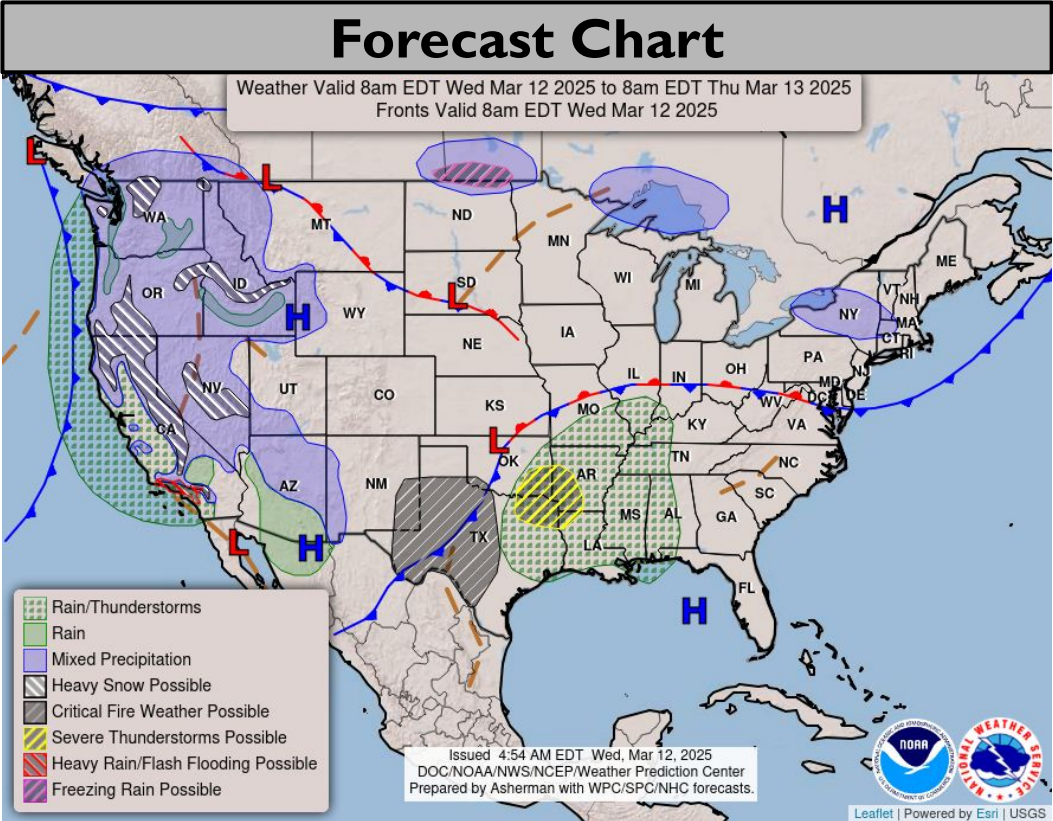 Forecast Chart
Weather Valid 8am EDT Wed Mar 12 2025 to 8am EDT Thu Mar 13 2025
Fronts Valid 8am EDT Wed Mar 12 2025
L
L
H
WA
MT
ND
MN
ME
OR
ID
SD
L
WI
MI
VT
NH
H
WY
NY
MA
IA
CT
RI
NE
PA
NV
UT
CO
IL
IN
OH
NJ
MD
DC
DE
KS
MO
WV
CA
KY
VA
L
OK
TN
NC
AZ
NM
AR
SC
MS
AL
GA
L
H
TX
LA
FL
H
Rain/Thunderstorms
Rain
Mixed Precipitation
Heavy Snow Possible
Critical Fire Weather Possible
Severe Thunderstorms Possible
Heavy Rain/Flash Flooding Possible
Freezing Rain Possible
Issued 4:54 AM EDT Wed, Mar 12, 2025
DOC/NOAA/NWS/NCEP/Weather Prediction Center
Prepared by Asherman with WPC/SPC/NHC forecasts.
NOAA
NATIONAL WEATHER SERVICE
Leaflet | Powered by Esri | USGS